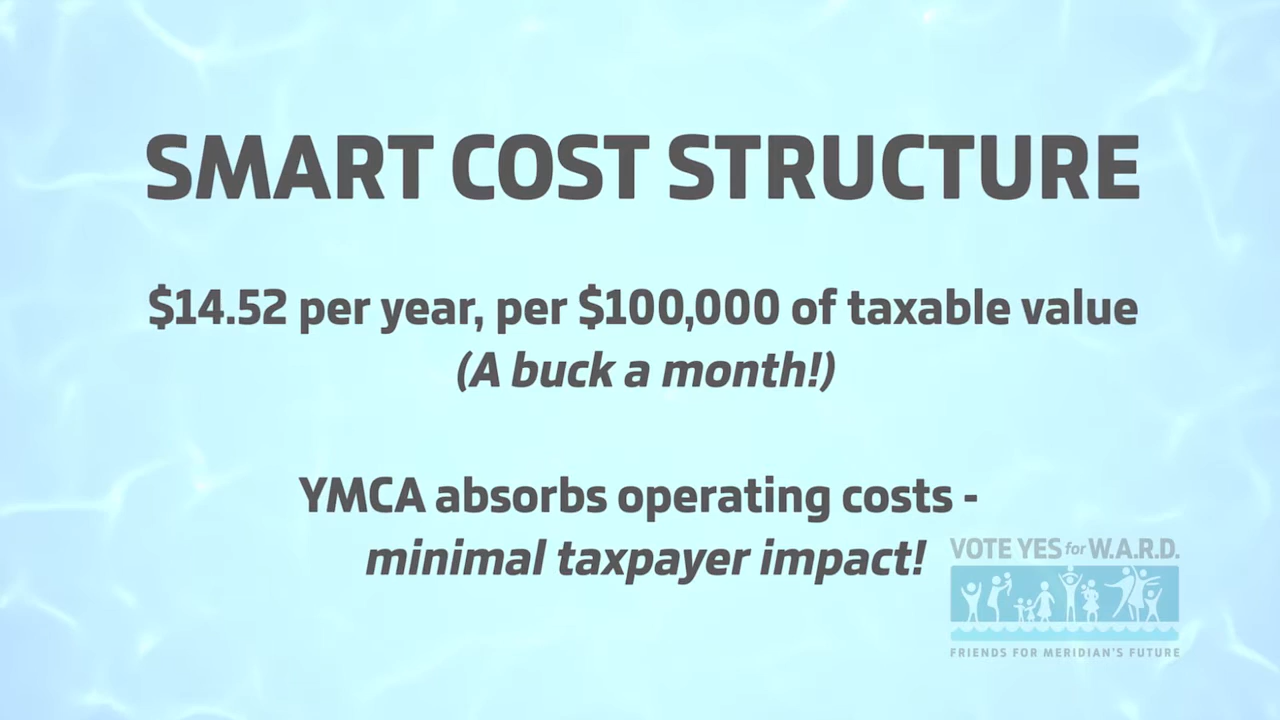 SMART COST STRUCTURE
$14.52 per year, per $100,000 of taxable value
(A buck a month!)
YMCA absorbs operating costs -
minimal taxpayer impact!
VOTE YES for W.A.R.D.
FRIENDS FOR MERIDIAN'S FUTURE